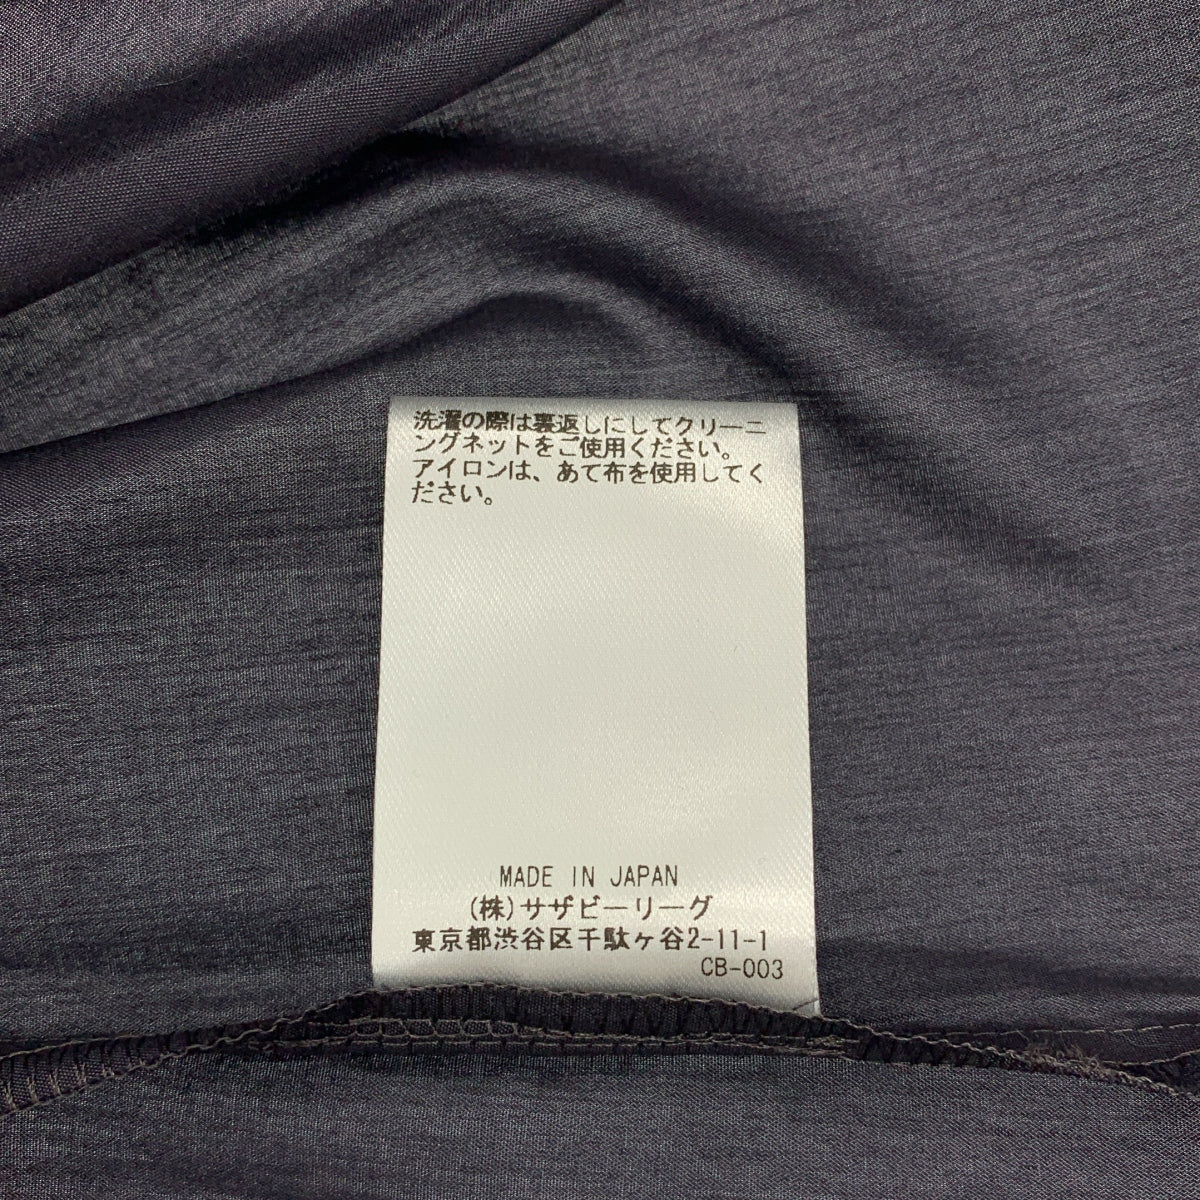 洗濯の際は裏返しにしてクリーニ
ングネットをご使用ください。
アイロンは、あて布を使用してく
ださい。
MADE IN JAPAN
(株)サザビーリーグ
東京都渋谷区千駄ヶ谷2-11-1
CB-003